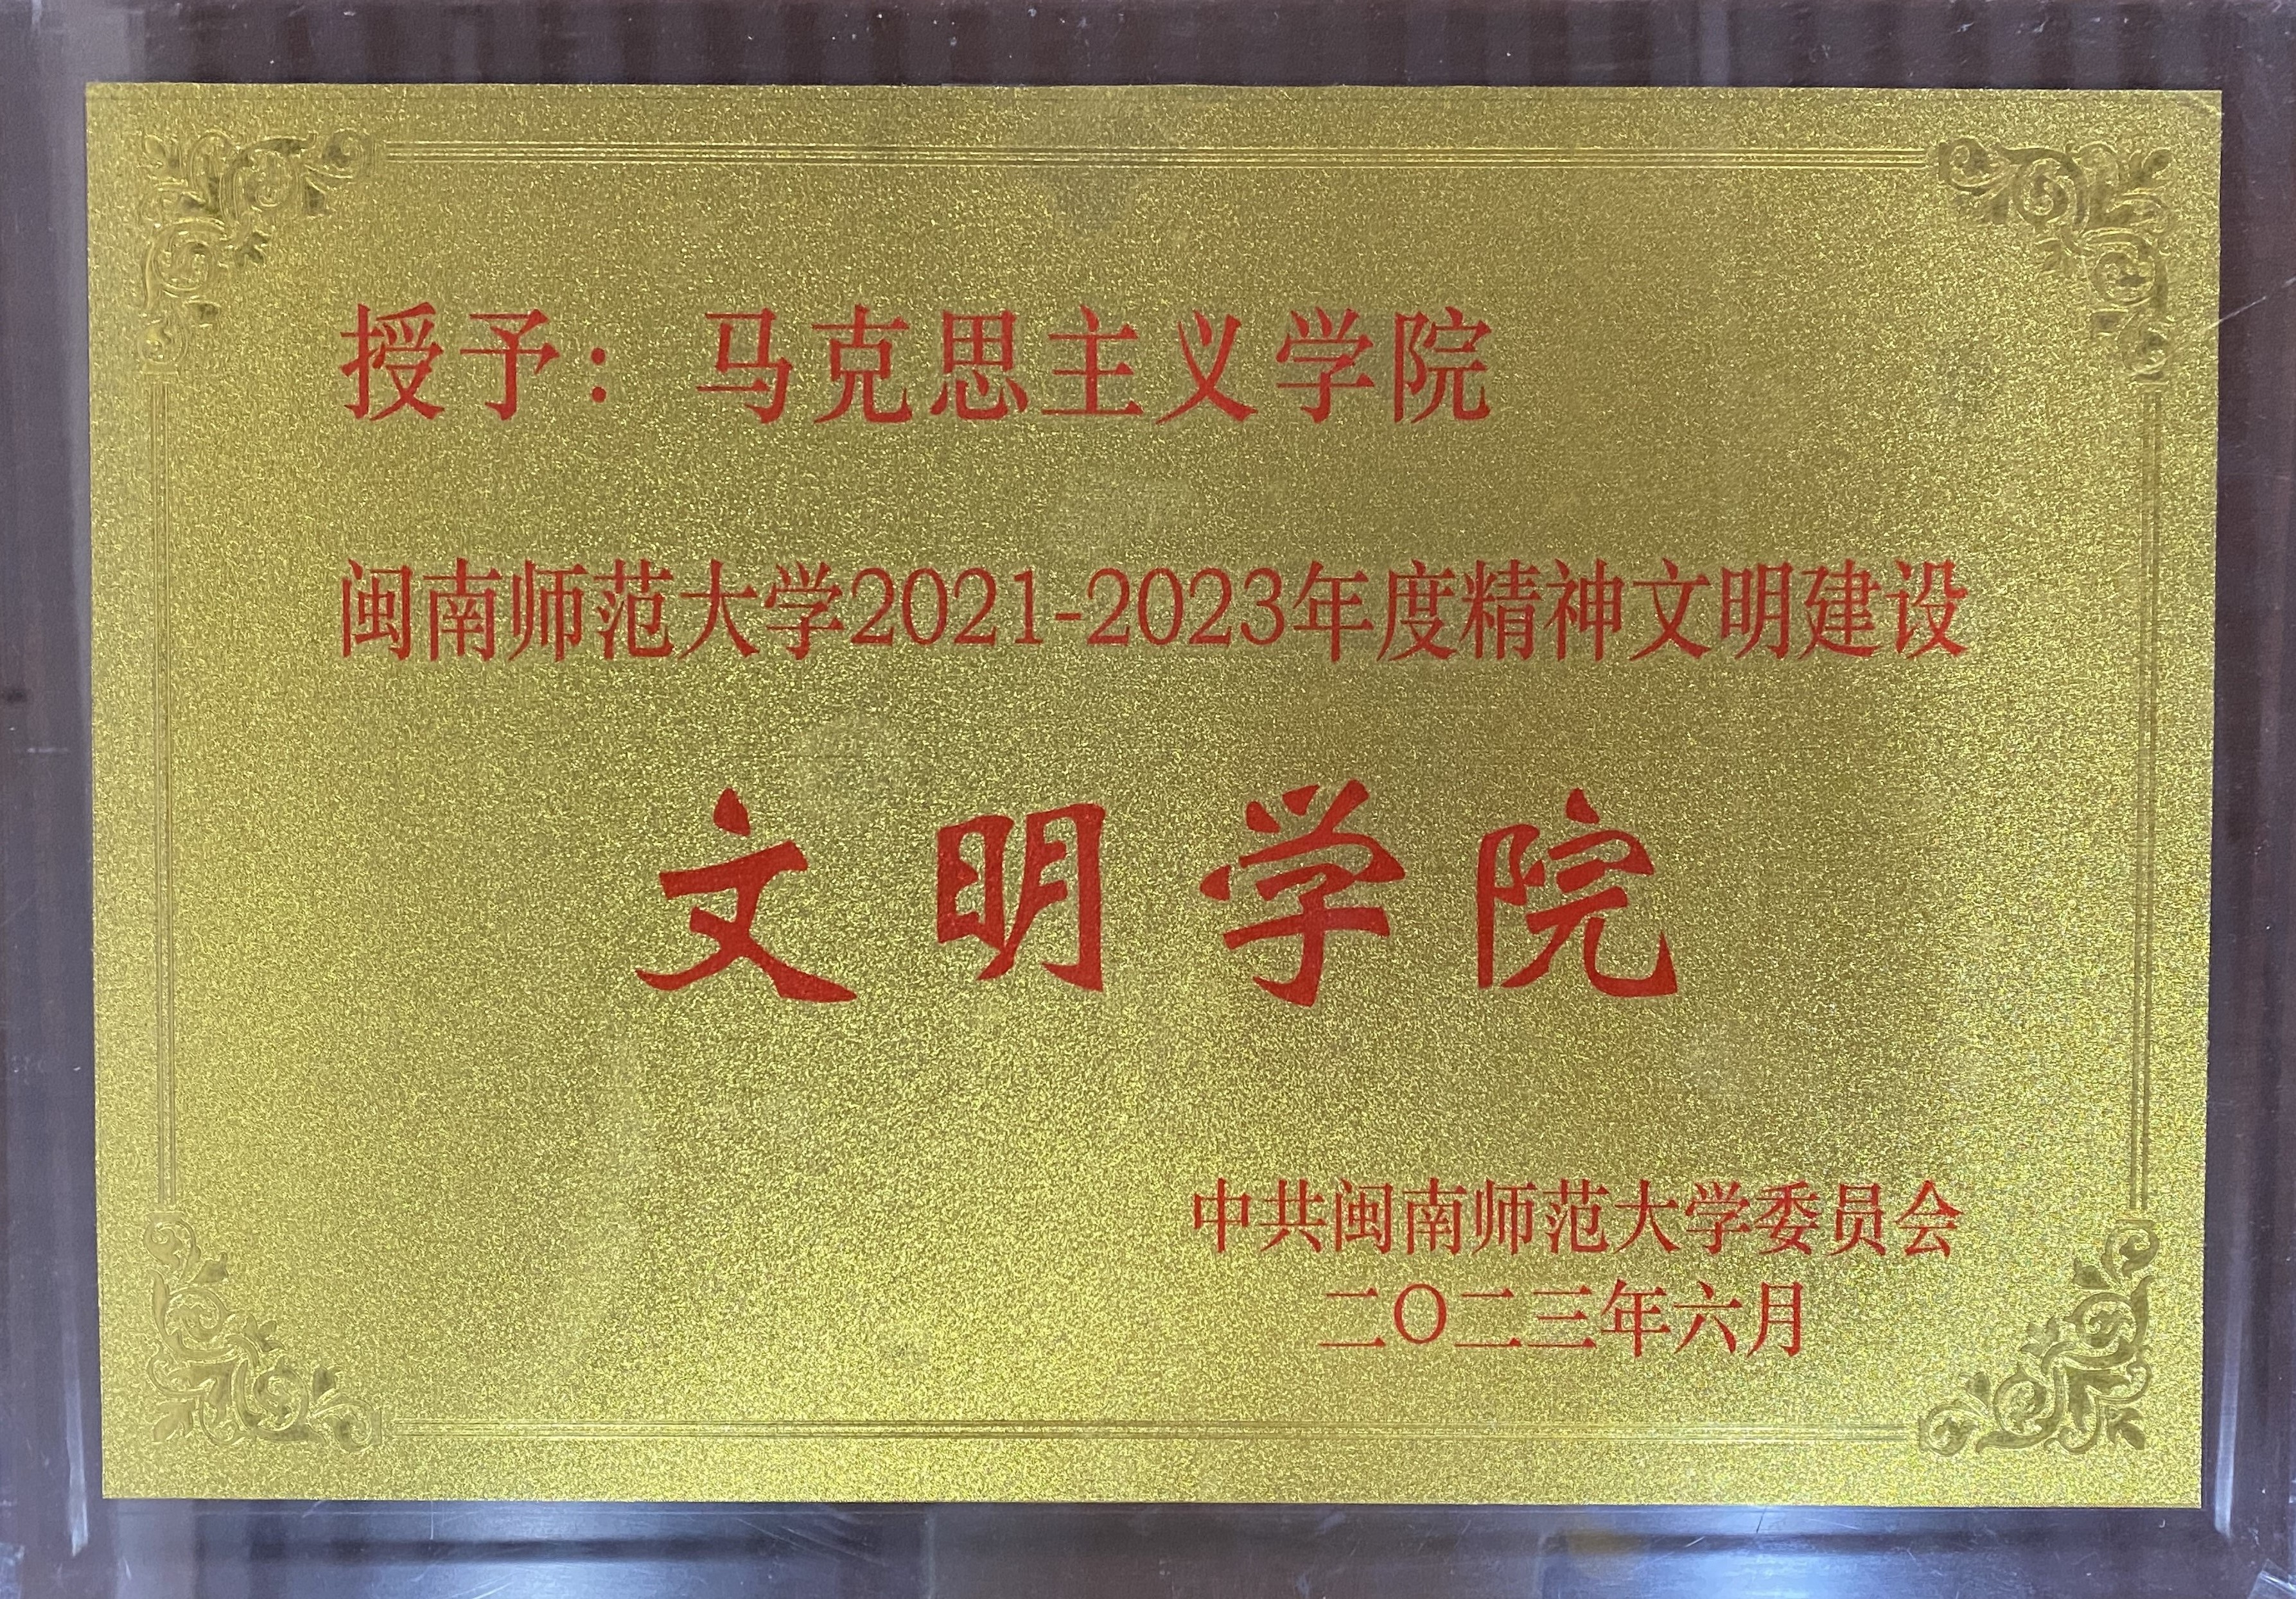 授予：马克思主义学院
闽南师范大学2021-2023年度精神文明建设
文明学院
中共闽南师范大学委员会
二〇二三年六月